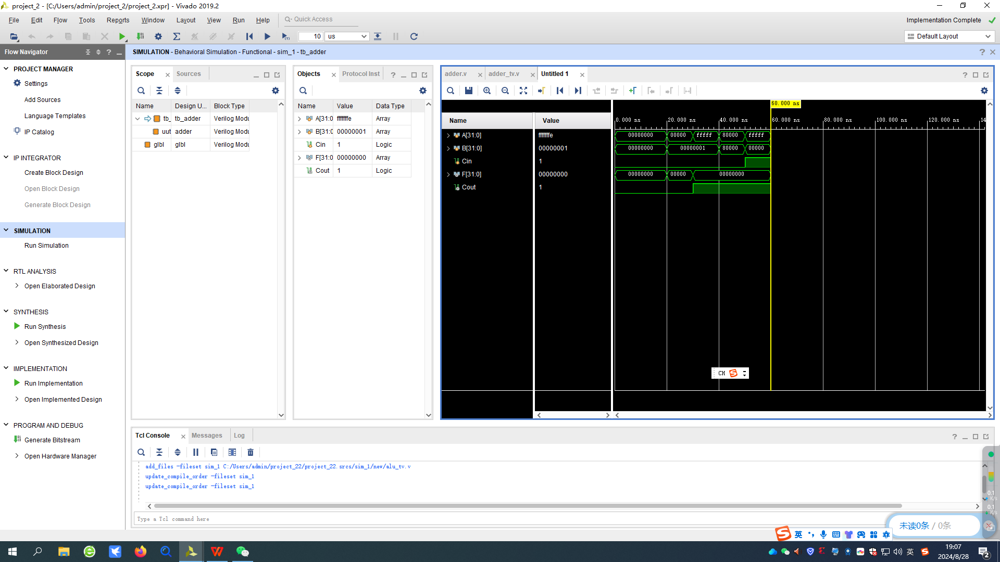 project_2 - [C:/Users/admin/project_2/project_2.xpr] - Vivado 2019.2
File Edit Flow Tools Reports Window Layout View Run Help Quick Access
Implementation Complete
10 us
Default Layout
Flow Navigator
SIMULATION - Behavioral Simulation - Functional - sim_1 - tb_adder
PROJECT MANAGER
Settings
Add Sources
Language Templates
IP Catalog
IP INTEGRATOR
Create Block Design
Open Block Design
Generate Block Design
SIMULATION
Run Simulation
RTL ANALYSIS
Open Elaborated Design
SYNTHESIS
Run Synthesis
Open Synthesized Design
IMPLEMENTATION
Run Implementation
Open Implemented Design
PROGRAM AND DEBUG
Generate Bitstream
Open Hardware Manager
Scope Sources
Name Design U... Block Type
tb_ tb_adder Verilog Modu
uut adder Verilog Modu
glbl glbl Verilog Modu
Objects Protocol Inst
Name Value Data Type
A[31:0 fffffffe Array
B[31:0 00000001 Array
Cin 1 Logic
F[31:0 00000000 Array
Cout 1 Logic
adder.v adder_tv.v Untitled 1
60.000 ns
Name Value
0.000 ns 20.000 ns 40.000 ns 60.000 ns 80.000 ns 100.000 ns 120.000 ns 14
A[31:0] fffffffe 00000000 00000 fffff 80000 fffff
B[31:0] 00000001 00000000 00000001 80000 00000
Cin 1
F[31:0] 00000000 00000000 00000 00000000
Cout 1
CH
Tcl Console Messages Log
add_files -fileset sim_1 C:/Users/admin/project_22/project_22.srcs/sim_1/new/alu_tv.v
update_compile_order -fileset sim_1
update_compile_order -fileset sim_1
Type a Tcl command here
0.1
K/s
0.1
K/s
未读0条 / 0条
英
英
19:07
2024/8/28
2